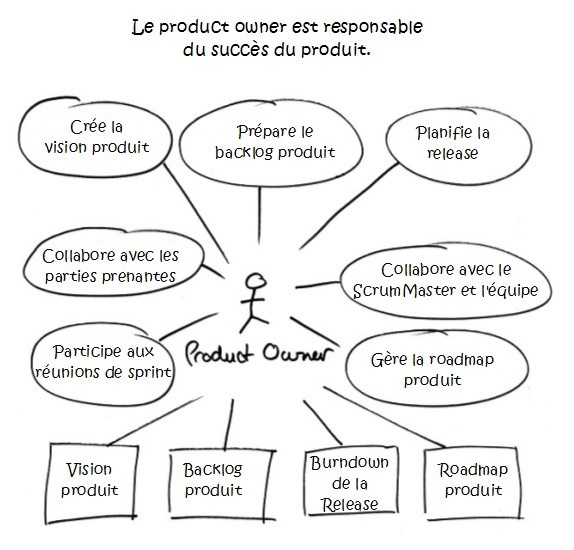 Le product owner est responsable
du succès du produit.
Crée la
vision produit
Prépare le
backlog produit
Planifie la
release
Collabore avec les
parties prenantes
Collabore avec le
ScrumMaster et l'équipe
Participe aux
réunions de sprint
Product Owner
Gère la roadmap
produit
Vision
produit
Backlog
produit
Burndown
de la
Release
Roadmap
produit